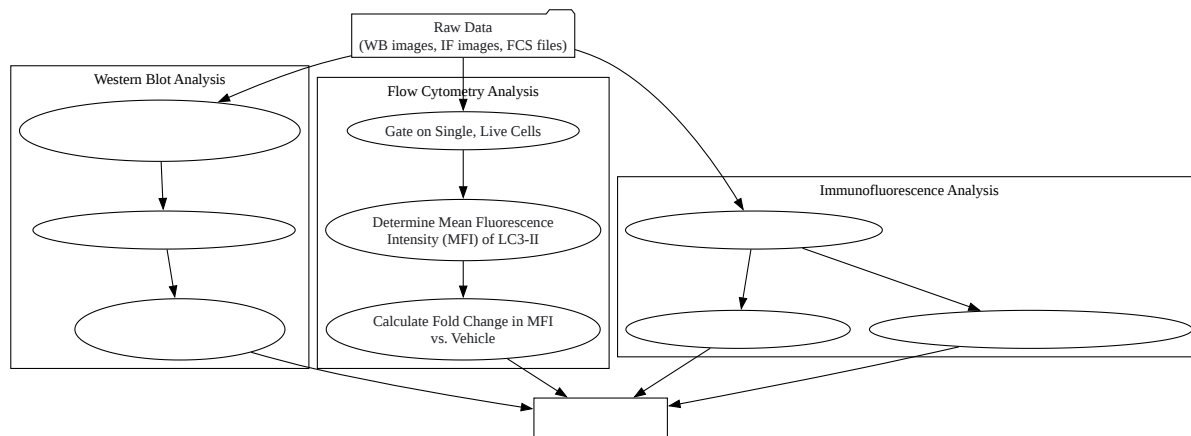 Raw Data
(WB images, IF images, FCS files)
Western Blot Analysis
Flow Cytometry Analysis
Gate on Single, Live Cells
Immunofluorescence Analysis
Determine Mean Fluorescence
Intensity (MFI) of LC3-II
Calculate Fold Change in MFI
vs. Vehicle